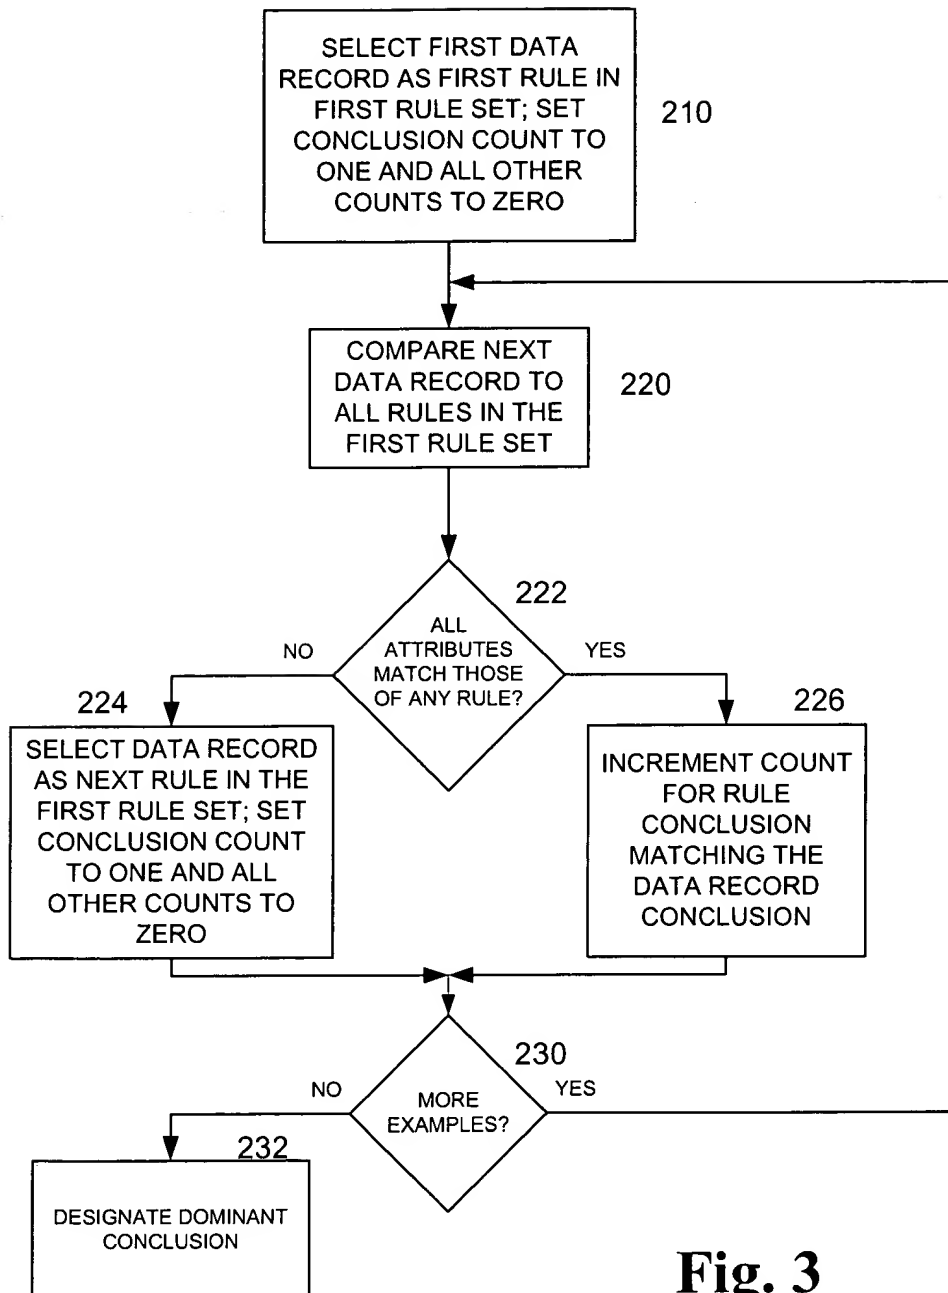 SELECT FIRST DATA
RECORD AS FIRST RULE IN
FIRST RULE SET; SET
CONCLUSION COUNT TO
ONE AND ALL OTHER
COUNTS TO ZERO
210
COMPARE NEXT
DATA RECORD TO
ALL RULES IN THE
FIRST RULE SET
220
222
ALL
ATTRIBUTES
MATCH THOSE
OF ANY RULE?
NO
YES
224
SELECT DATA RECORD
AS NEXT RULE IN THE
FIRST RULE SET; SET
CONCLUSION COUNT
TO ONE AND ALL
OTHER COUNTS TO
ZERO
226
INCREMENT COUNT
FOR RULE
CONCLUSION
MATCHING THE
DATA RECORD
CONCLUSION
230
MORE
EXAMPLES?
NO
YES
232
DESIGNATE DOMINANT
CONCLUSION
Fig. 3